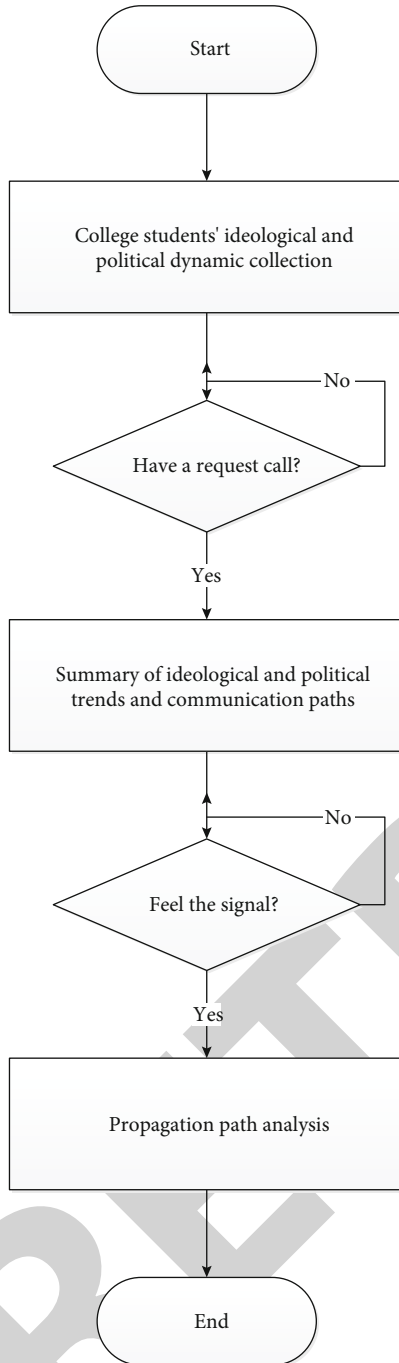 Start
College students' ideological and
political dynamic collection
No
Have a request call?
Yes
Summary of ideological and political
trends and communication paths
No
Feel the signal?
Yes
Propagation path analysis
End